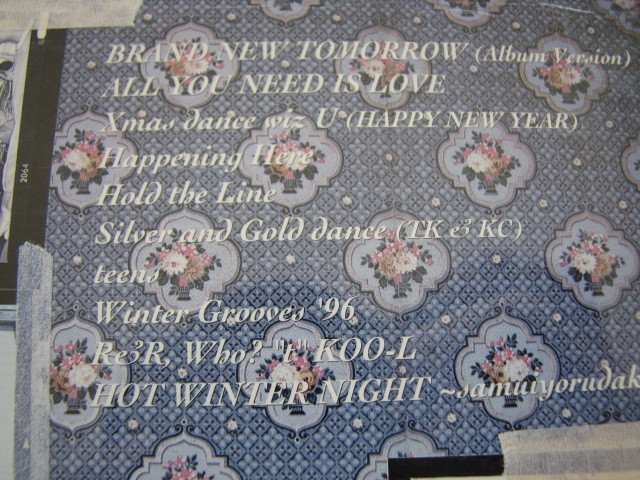 BRAND NEW TOMORROW (Album Version)
ALL YOU NEED IS LOVE
Xmas dance wiz U (HAPPY NEW YEAR)
Happening Here
Hold the Line
Silver and Gold dance (TK & KC)
teens
Winter Grooves '96
Re&R, Who? "t" KOO-L
HOT WINTER NIGHT ~samuiyorudak
2064